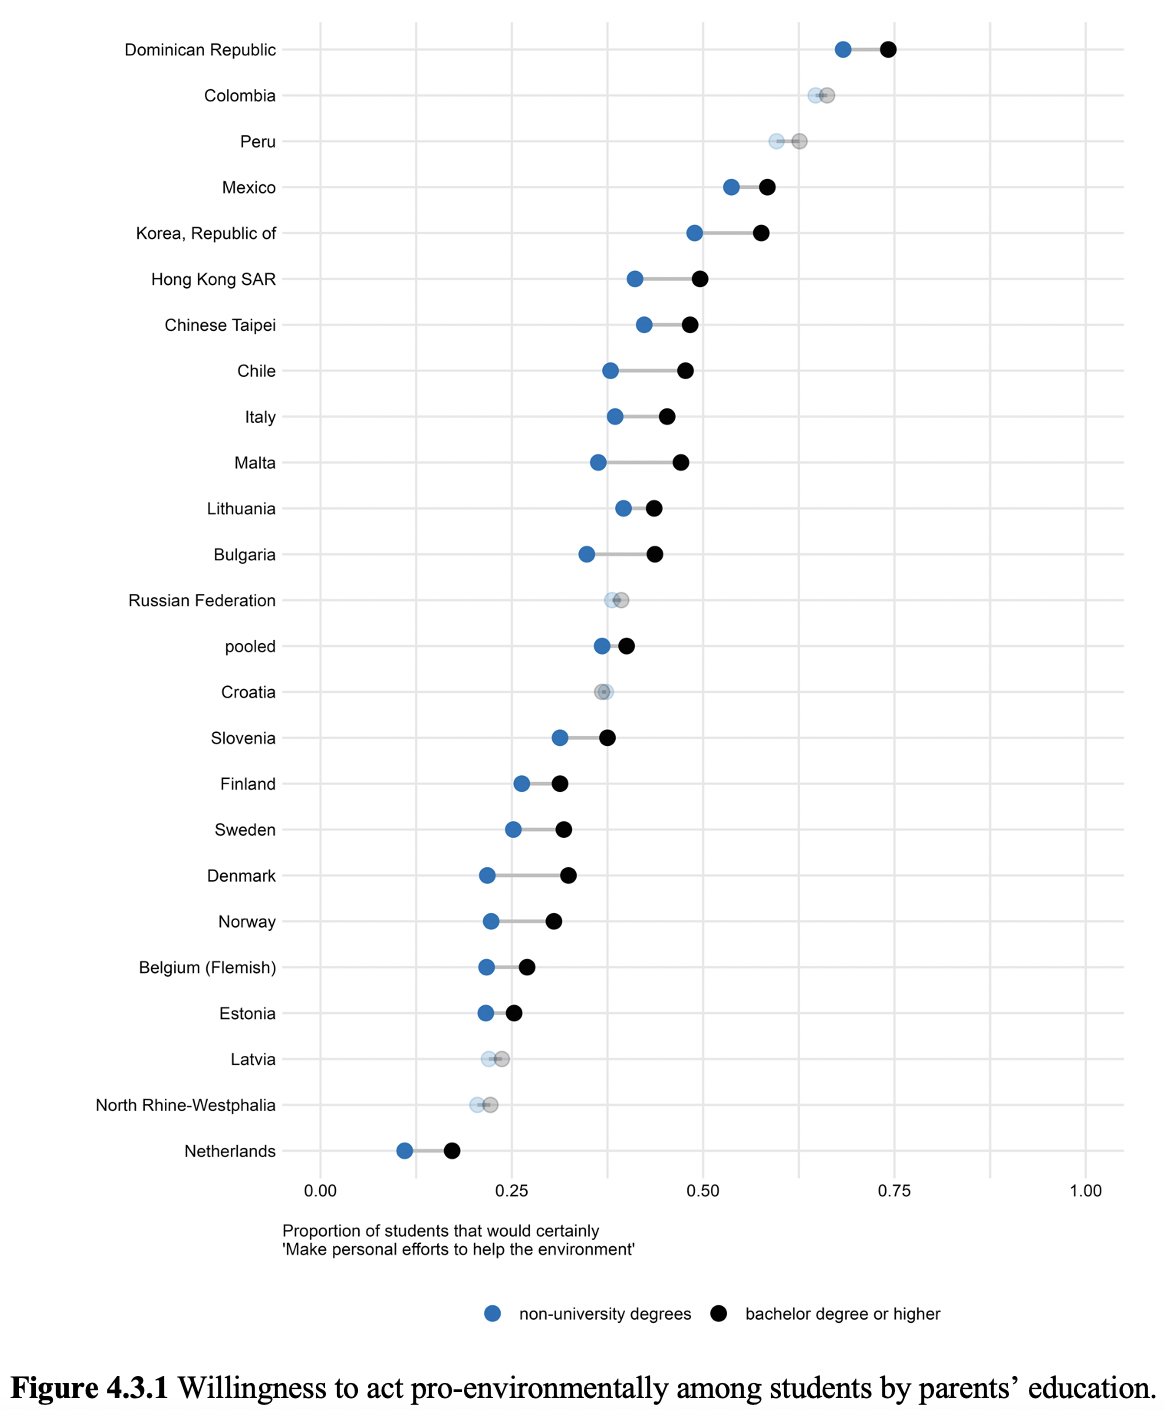 Dominican Republic
Colombia
Peru
Mexico
Korea, Republic of
Hong Kong SAR
Chinese Taipei
Chile
Italy
Malta
Lithuania
Bulgaria
Russian Federation
pooled
Croatia
Slovenia
Finland
Sweden
Denmark
Norway
Belgium (Flemish)
Estonia
Latvia
North Rhine-Westphalia
Netherlands
0.00 0.25 0.50 0.75 1.00
Proportion of students that would certainly
'Make personal efforts to help the environment'
non-university degrees bachelor degree or higher
Figure 4.3.1 Willingness to act pro-environmentally among students by parents’ education.